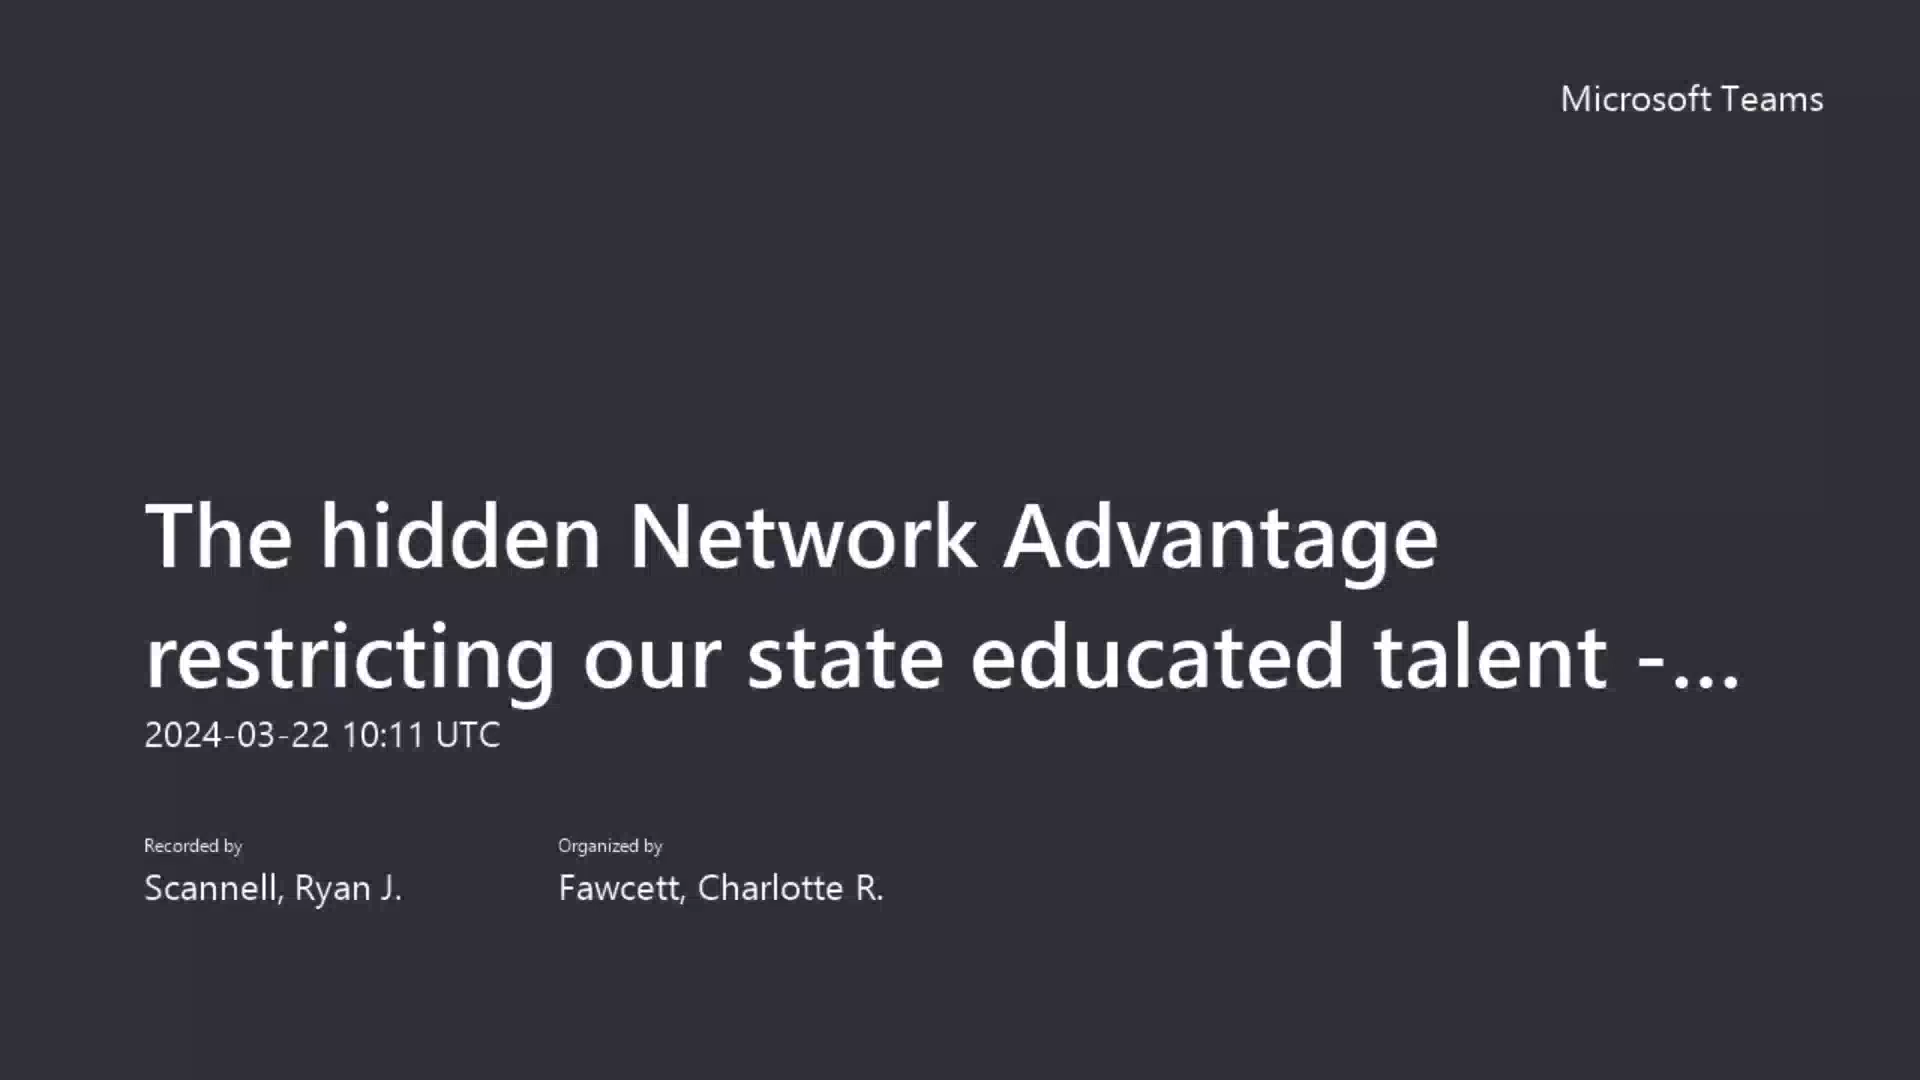 Microsoft Teams
The hidden Network Advantage
restricting our state educated talent -...
2024-03-22 10:11 UTC
Recorded by
Scannell, Ryan J.
Organized by
Fawcett, Charlotte R.